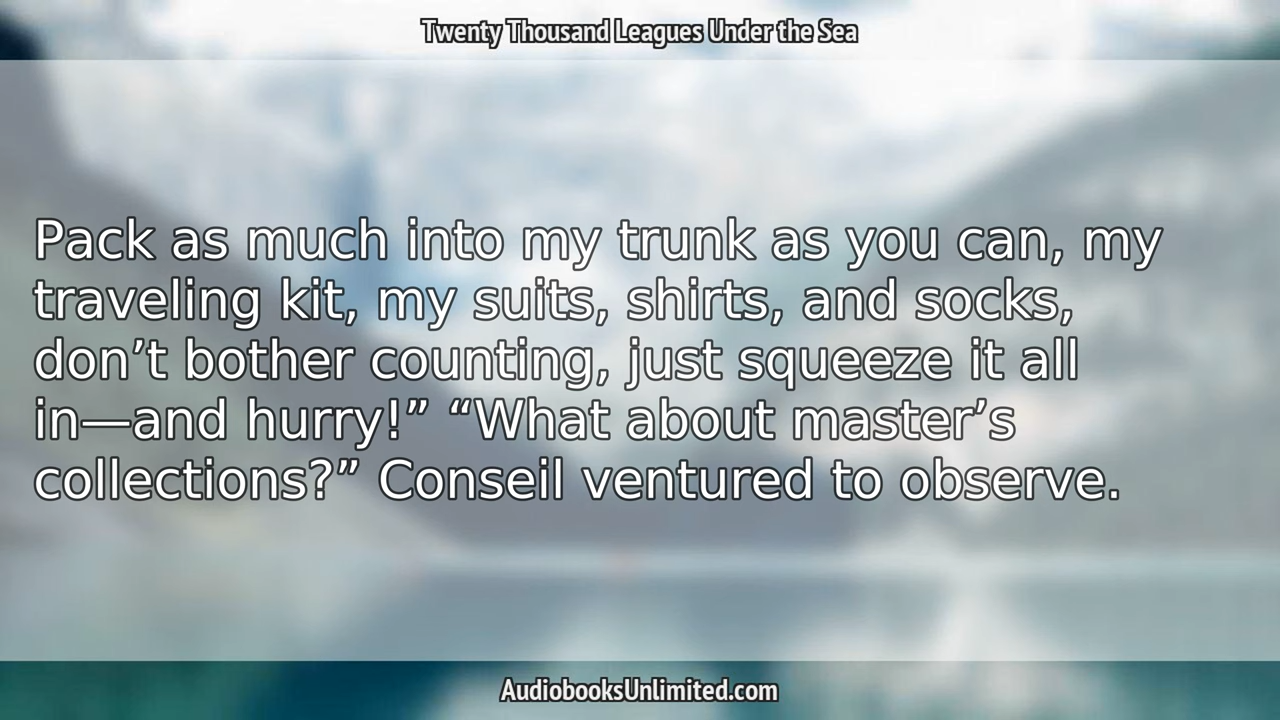 Twenty Thousand Leagues Under the Sea
Pack as much into my trunk as you can, my
traveling kit, my suits, shirts, and socks,
don’t bother counting, just squeeze it all
in—and hurry!” “What about master’s
collections?” Conseil ventured to observe.
AudiobooksUnlimited.com